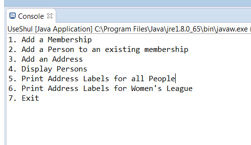 Console
UseShul [Java Application] C:\Program Files\Java\jre1.8.0_65\bin\javaw.exe
1. Add a Membership
2. Add a Person to an existing membership
3. Add an Address
4. Display Persons
5. Print Address Labels for all People
6. Print Address Labels for Women's League
7. Exit